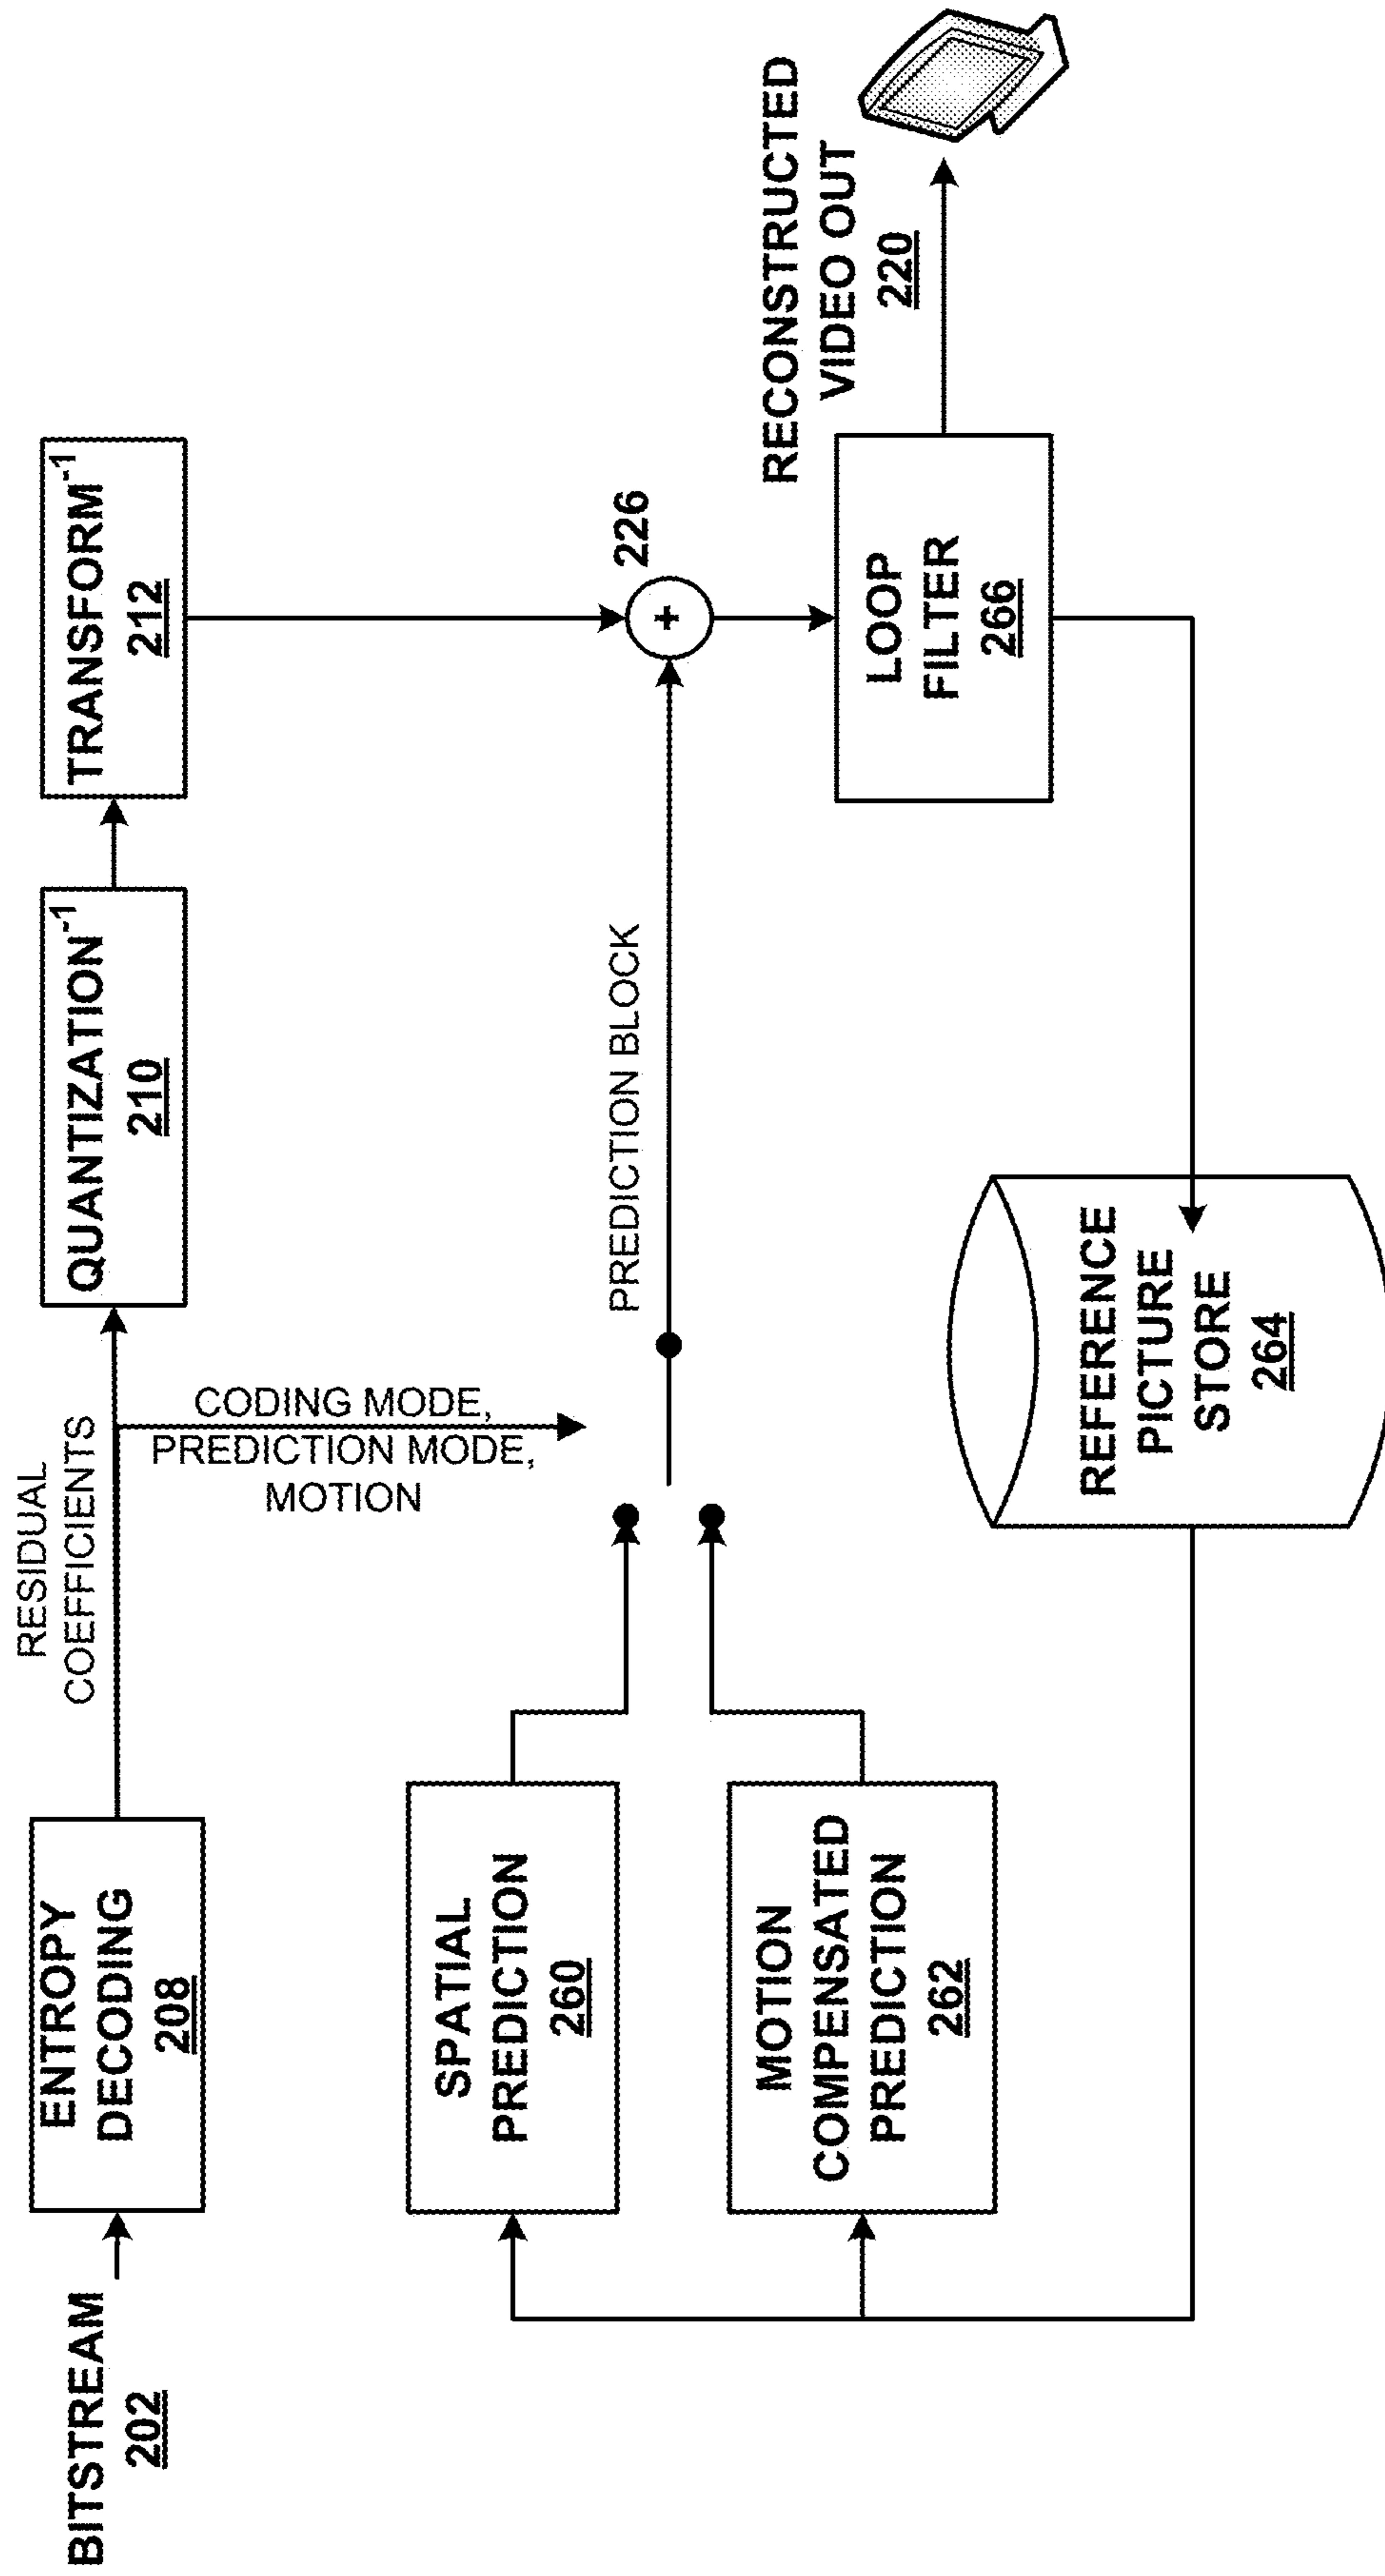 BITSTREAM
202
ENTROPY
DECODING
208
RESIDUAL
COEFFICIENTS
QUANTIZATION-1
210
TRANSFORM-1
212
CODING MODE,
PREDICTION MODE,
MOTION
SPATIAL
PREDICTION
260
MOTION
COMPENSATED
PREDICTION
262
PREDICTION BLOCK
+
226
LOOP
FILTER
266
RECONSTRUCTED
VIDEO OUT
220
REFERENCE
PICTURE
STORE
264